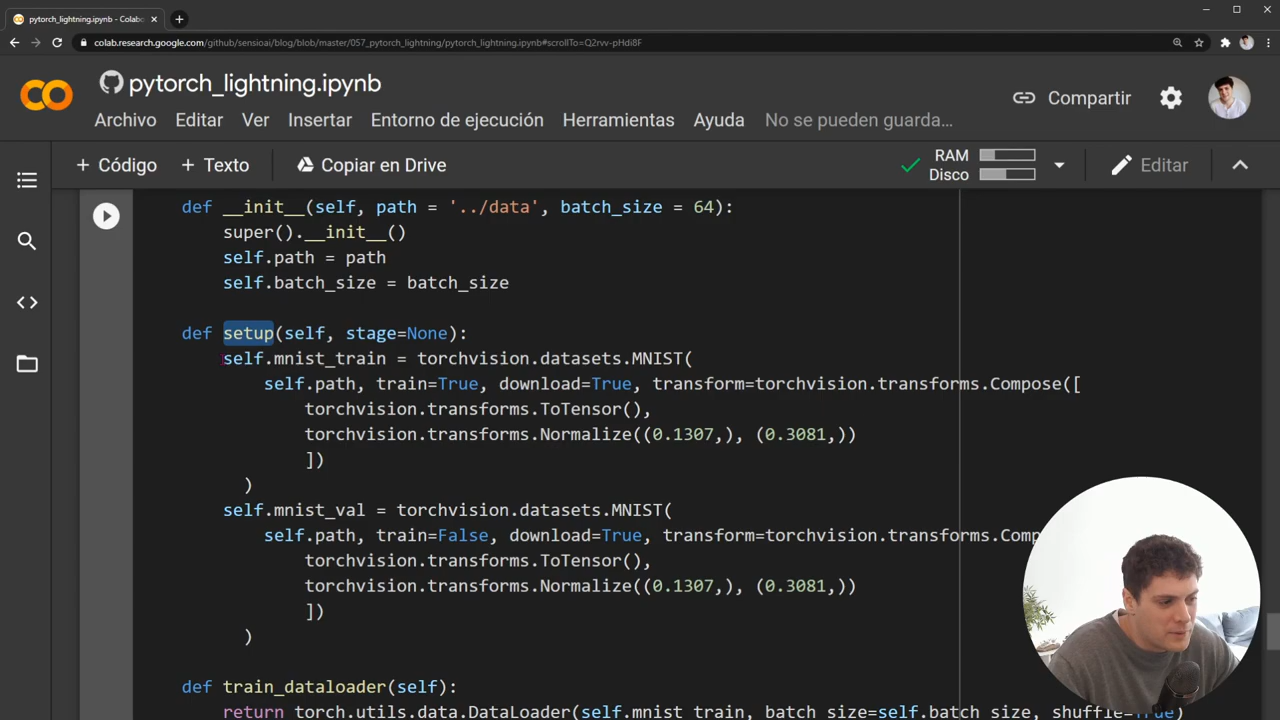 pytorch_lightning.ipynb - Colabo
colab.research.google.com/github/sensioai/blog/blob/master/057_pytorch_lightning/pytorch_lightning.ipynb#scrollTo=Q2rvv-pHdi8F
pytorch_lightning.ipynb
Compartir
Archivo Editar Ver Insertar Entorno de ejecución Herramientas Ayuda No se pueden guarda…
+ Código + Texto Copiar en Drive RAM Disco Editar
def __init__(self, path = '../data', batch_size = 64):
super().__init__()
self.path = path
self.batch_size = batch_size
def setup(self, stage=None):
self.mnist_train = torchvision.datasets.MNIST(
self.path, train=True, download=True, transform=torchvision.transforms.Compose([
torchvision.transforms.ToTensor(),
torchvision.transforms.Normalize((0.1307,), (0.3081,))
])
)
self.mnist_val = torchvision.datasets.MNIST(
self.path, train=False, download=True, transform=torchvision.transforms.Comp
torchvision.transforms.ToTensor(),
torchvision.transforms.Normalize((0.1307,), (0.3081,))
])
)
def train_dataloader(self):
return torch.utils.data.DataLoader(self.mnist_train, batch_size=self.batch_size, shuffle=True)